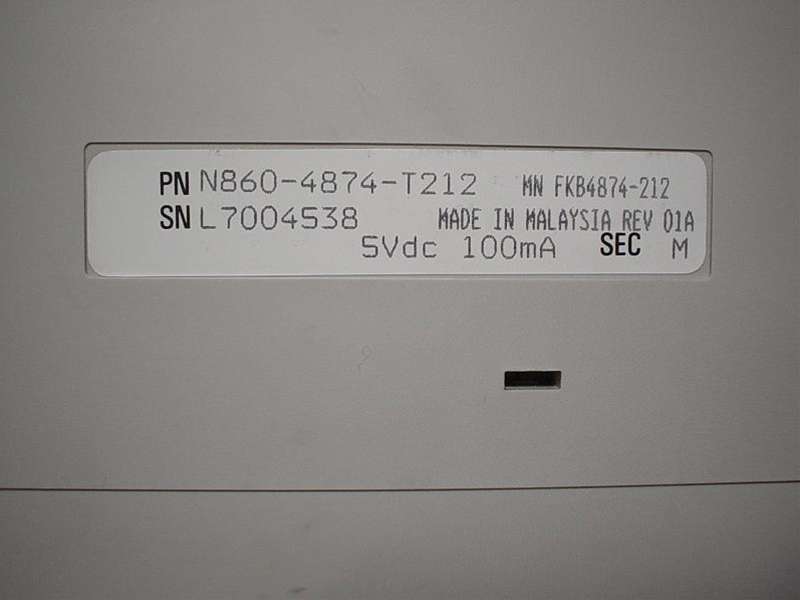 PN N860-4874-T212 MN FKB4874-212
SN L7004538 MADE IN MALAYSIA REV 01A
5Vdc 100mA SEC M